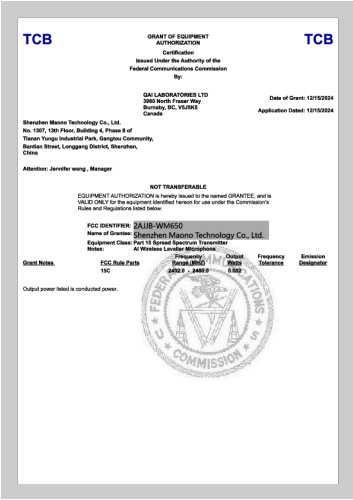 TCB
GRANT OF EQUIPMENT
AUTHORIZATION
TCB
Certification
Issued Under the Authority of the
Federal Communications Commission
By:
QAI LABORATORIES LTD
3980 North Fraser Way
Burnaby, BC, V5J5K5
Canada
Date of Grant: 12/15/2024
Application Dated: 12/15/2024
Shenzhen Maono Technology Co., Ltd.
No. 1307, 13th Floor, Building 4, Phase II of
Tianan Yungu Industrial Park, Gangtou Community,
Bantian Street, Longgang District, Shenzhen,
China
Attention: Jennifer wang , Manager
NOT TRANSFERABLE
EQUIPMENT AUTHORIZATION is hereby issued to the named GRANTEE, and is
VALID ONLY for the equipment identified hereon for use under the Commission's
Rules and Regulations listed below.
FCC IDENTIFIER: 2AJJB-WM650
Name of Grantee: Shenzhen Maono Technology Co., Ltd.
Equipment Class: Part 15 Spread Spectrum Transmitter
Notes: AI Wireless Lavalier Microphone
Grant Notes FCC Rule Parts Frequency Range (MHZ) Output Watts Frequency Tolerance Emission Designator
15C 2402.0 - 2480.0 0.002
Output power listed is conducted power.
COMMISSION